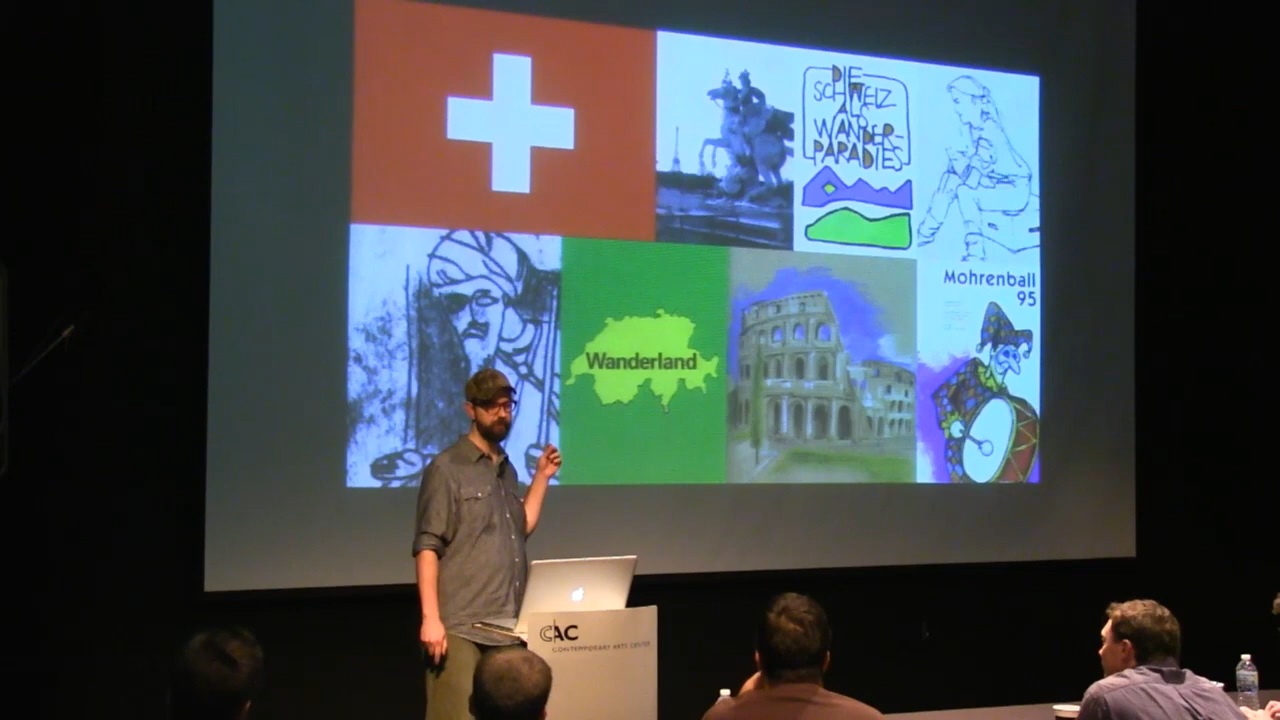 DIE
SCHWEIZ
ALS
WANDER-
PARADIES
Mohrenball
95
Wanderland
CAC
CONTEMPORARY ARTS CENTER